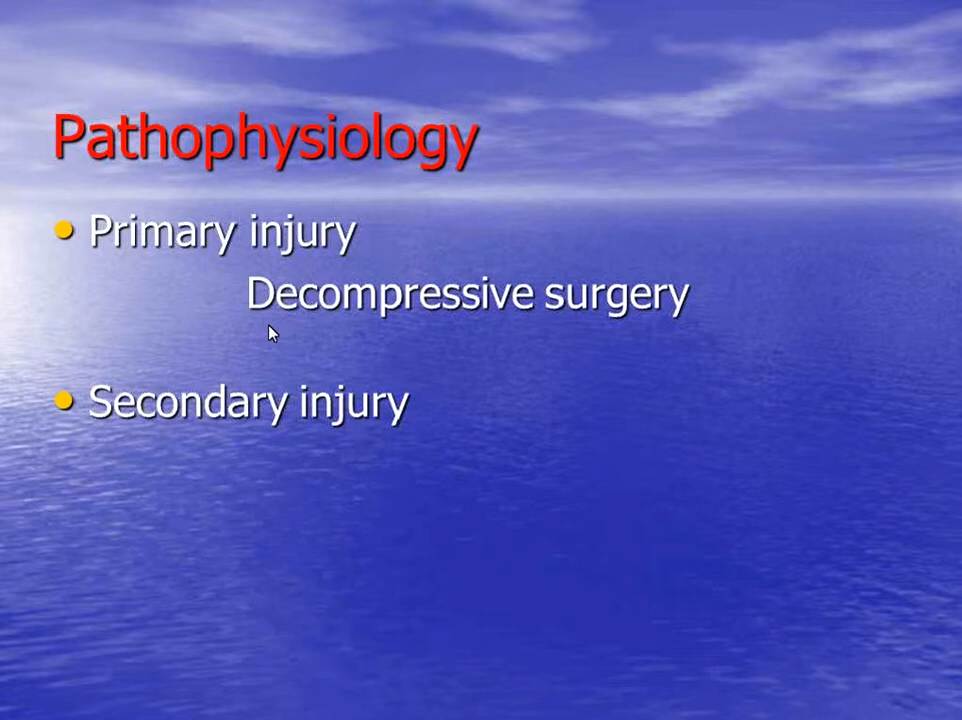 Pathophysiology
• Primary injury
Decompressive surgery
• Secondary injury